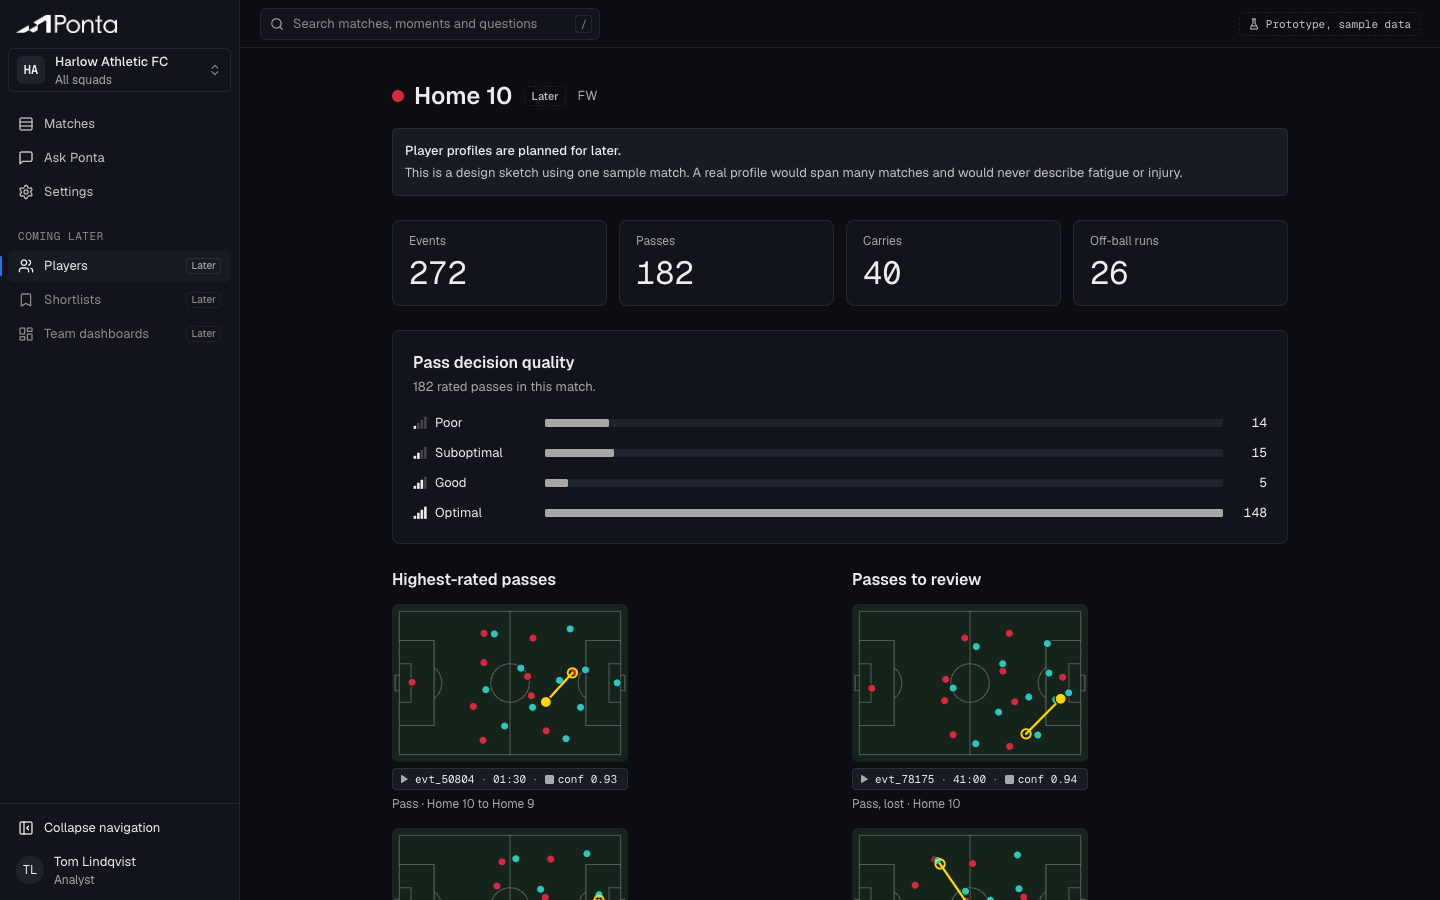 Ponta
Search matches, moments and questions /
Prototype, sample data
HA
Harlow Athletic FC
All squads
Matches
Ask Ponta
Settings
COMING LATER
Players Later
Shortlists Later
Team dashboards Later
Collapse navigation
TL
Tom Lindqvist
Analyst
Home 10 Later FW
Player profiles are planned for later.
This is a design sketch using one sample match. A real profile would span many matches and would never describe fatigue or injury.
Events
272
Passes
182
Carries
40
Off-ball runs
26
Pass decision quality
182 rated passes in this match.
Poor 14
Suboptimal 15
Good 5
Optimal 148
Highest-rated passes
evt_50804 · 01:30 · conf 0.93
Pass · Home 10 to Home 9
Passes to review
evt_78175 · 41:00 · conf 0.94
Pass, lost · Home 10